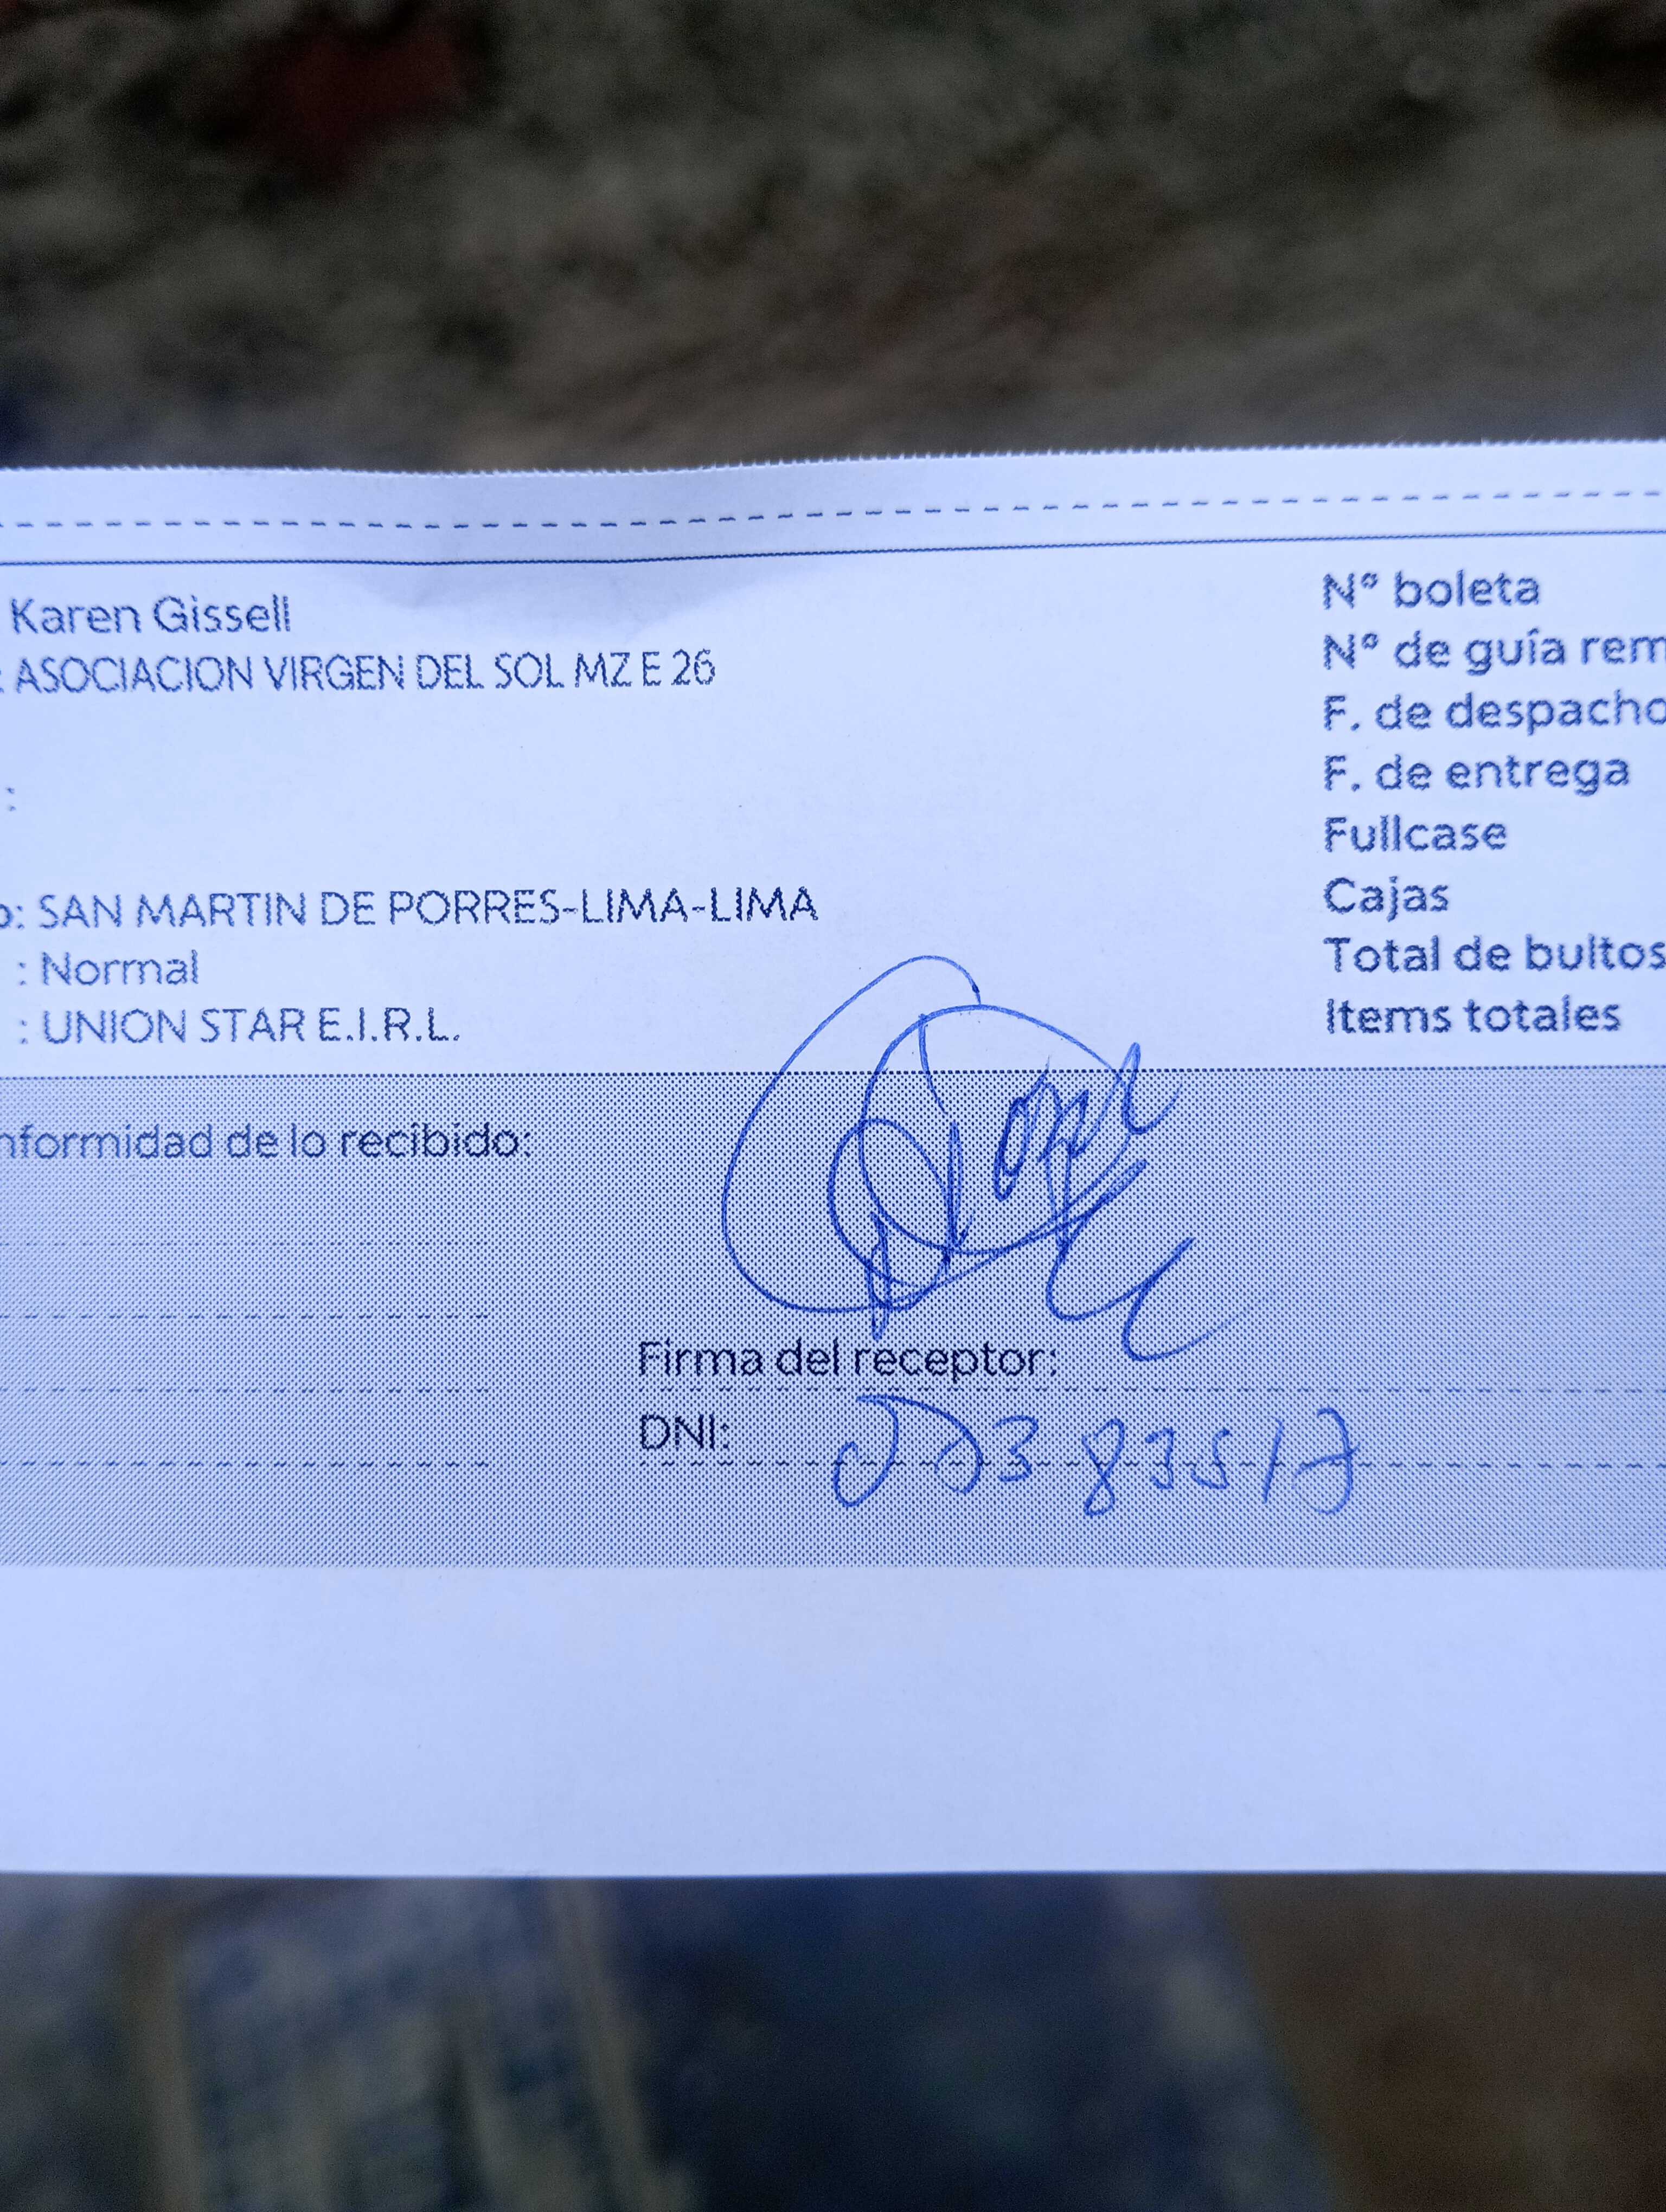 Karen Gissell
: ASOCIACION VIRGEN DEL SOL MZ E 26
:
o: SAN MARTIN DE PORRES-LIMA-LIMA
: Normal
: UNION STAR E.I.R.L.
N° boleta
N° de guía rem
F. de despacho
F. de entrega
Fullcase
Cajas
Total de bultos
Items totales
nformidad de lo recibido:
Firma del receptor:
DNI: